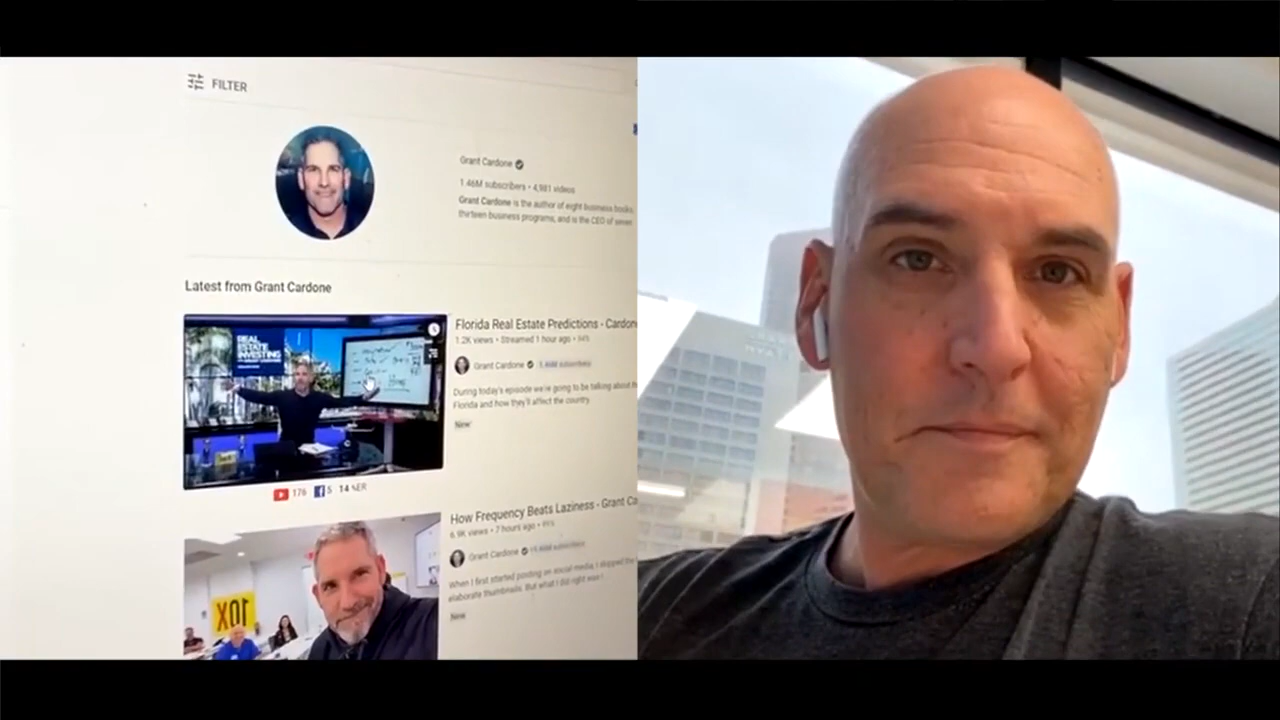 FILTER
Grant Cardone
1.46M subscribers • 4,981 videos
Grant Cardone is the author of eight business books,
thirteen business programs, and is the CEO of seven
Latest from Grant Cardone
REAL
ESTATE
INVESTING
Florida Real Estate Predictions - Cardon
1.2K views • Streamed 1 hour ago •
Grant Cardone
During today's episode we're going to be talking about
Florida and how they'll affect the country.
New
176 5 14
How Frequency Beats Laziness - Grant Ca
6.9K views • 7 hours ago •
Grant Cardone
When I first started posting on social media, I skipped the
elaborate thumbnails. But what I did right was I
New
10X